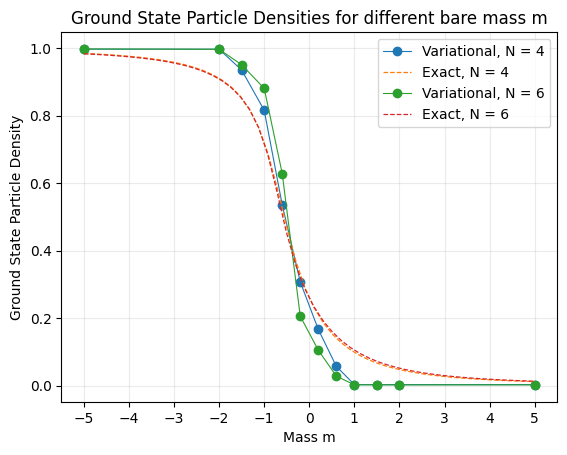 Ground State Particle Densities for different bare mass m
Ground State Particle Density
1.0
0.8
0.6
0.4
0.2
0.0
Variational, N = 4
Exact, N = 4
Variational, N = 6
Exact, N = 6
−5 −4 −3 −2 −1 0 1 2 3 4 5
Mass m